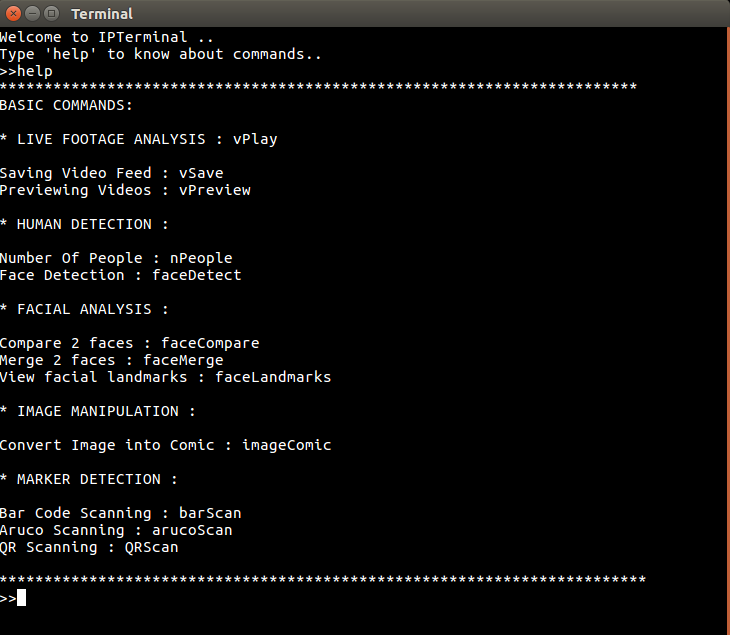 Terminal
Welcome to IPTerminal ..
Type 'help' to know about commands..
>>help
***********************************************************************
BASIC COMMANDS:
* LIVE FOOTAGE ANALYSIS : vPlay
Saving Video Feed : vSave
Previewing Videos : vPreview
* HUMAN DETECTION :
Number Of People : nPeople
Face Detection : faceDetect
* FACIAL ANALYSIS :
Compare 2 faces : faceCompare
Merge 2 faces : faceMerge
View facial landmarks : faceLandmarks
* IMAGE MANIPULATION :
Convert Image into Comic : imageComic
* MARKER DETECTION :
Bar Code Scanning : barScan
Aruco Scanning : arucoScan
QR Scanning : QRScan
************************************************************************
>>